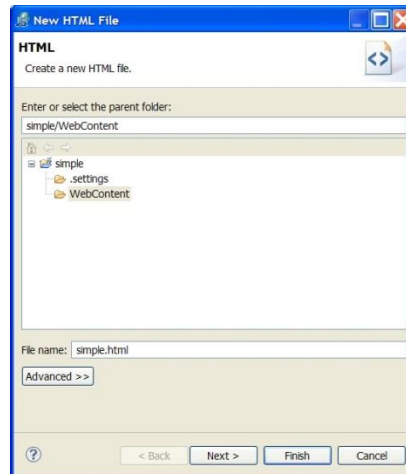 New HTML File
HTML
Create a new HTML file.
Enter or select the parent folder:
simple/WebContent
simple
.settings
WebContent
File name: simple.html
Advanced >>
< Back Next > Finish Cancel